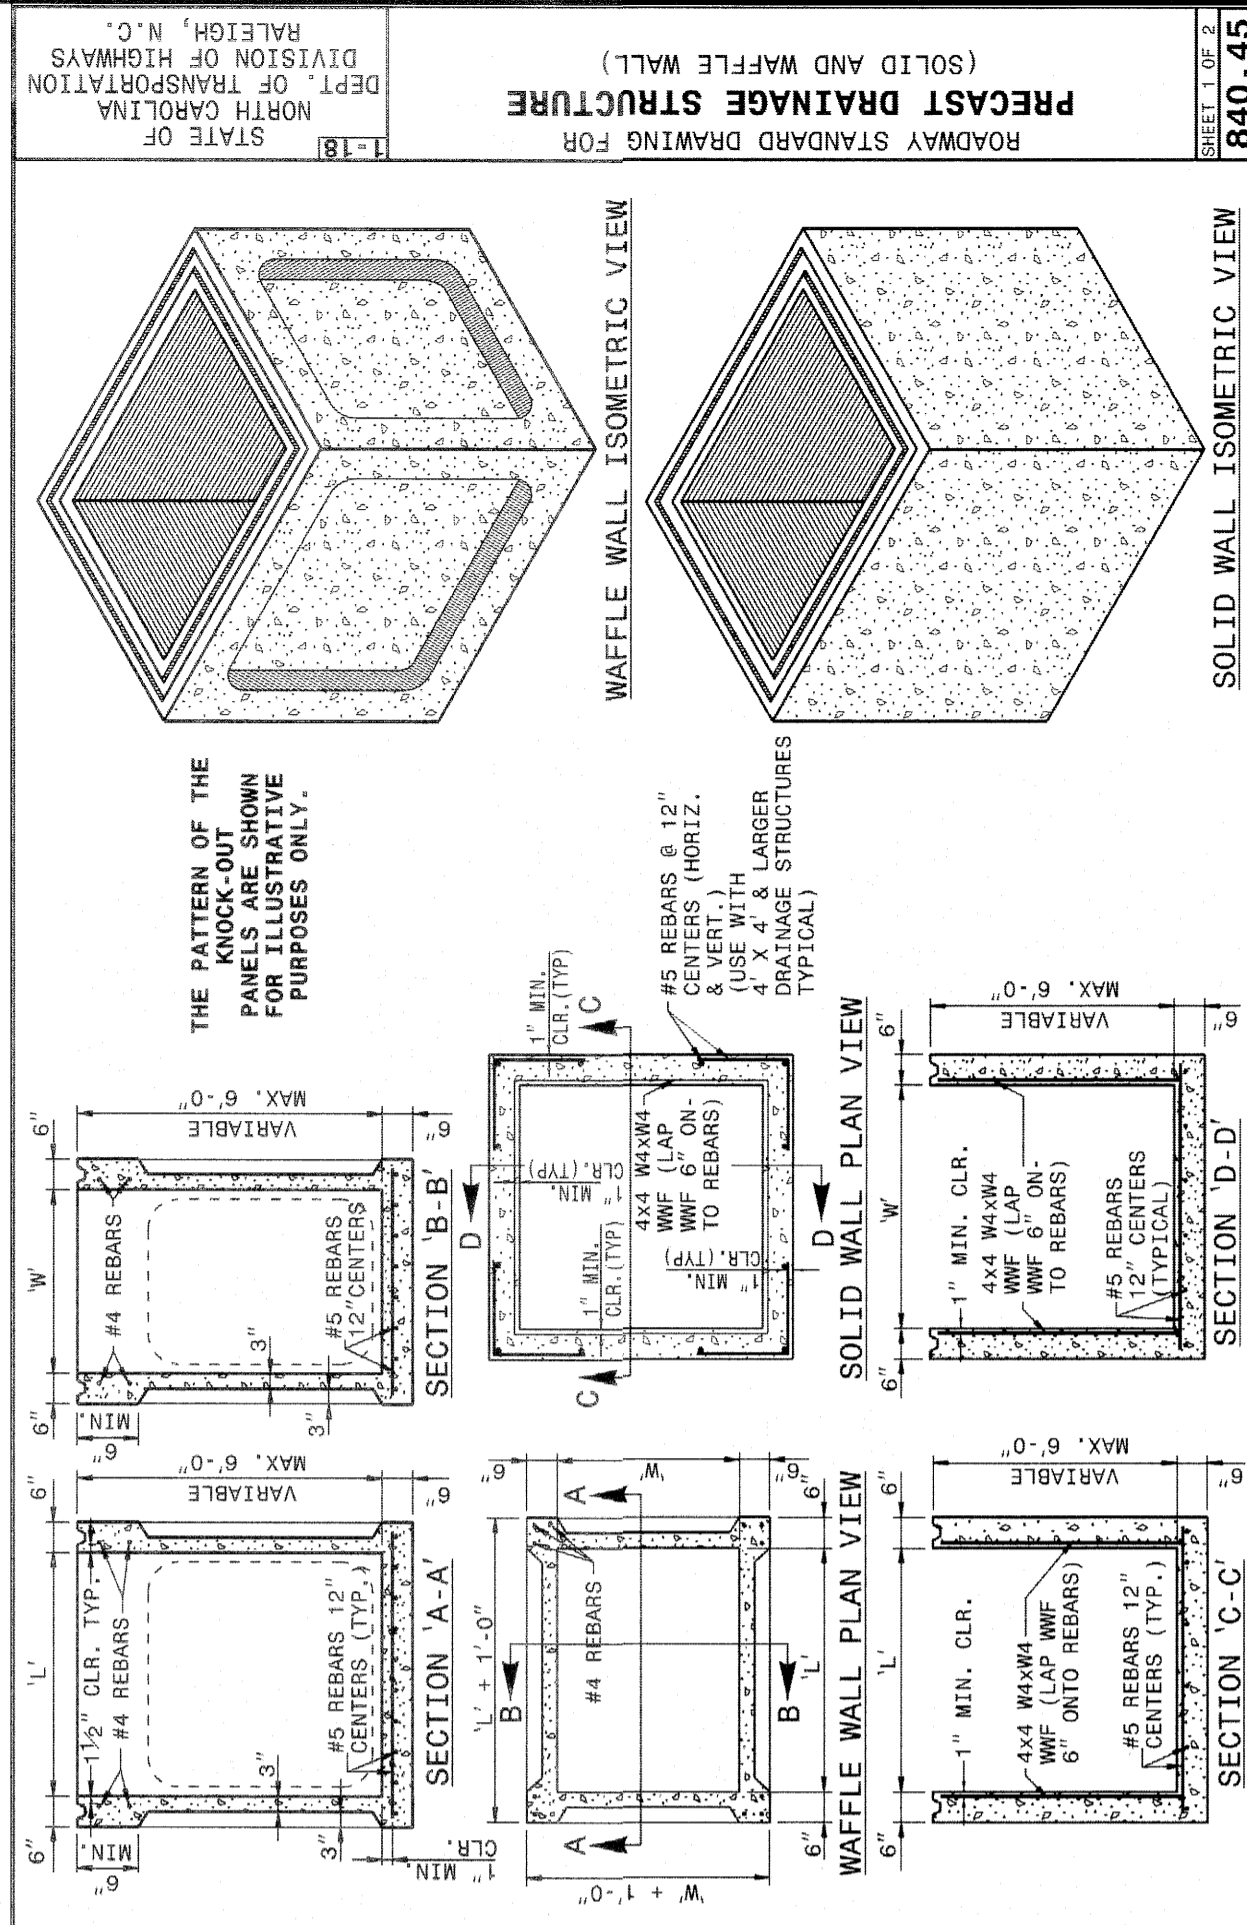 STATE OF
NORTH CAROLINA
DEPT. OF TRANSPORTATION
DIVISION OF HIGHWAYS
RALEIGH, N.C.
1-18
ROADWAY STANDARD DRAWING FOR
PRECAST DRAINAGE STRUCTURE
(SOLID AND WAFFLE WALL)
SHEET 1 OF 2
840.45
WAFFLE WALL ISOMETRIC VIEW
SOLID WALL ISOMETRIC VIEW
THE PATTERN OF THE
KNOCK-OUT
PANELS ARE SHOWN
FOR ILLUSTRATIVE
PURPOSES ONLY.
6"
'L'
6"
6"
MIN.
1½" CLR. TYP.
#4 REBARS
VARIABLE
MAX. 6'-0"
3"
3"
#5 REBARS 12"
CENTERS (TYP.)
6"
1" MIN.
CLR.
SECTION 'A-A'
6"
'W'
6"
6"
MIN.
#4 REBARS
VARIABLE
MAX. 6'-0"
3"
3"
#5 REBARS
12"CENTERS
6"
SECTION 'B-B'
'L' + 1'-0"
'W' + 1'-0"
A
A
B
B
#4 REBARS
6"
'W'
6"
6"
'L'
6"
WAFFLE WALL PLAN VIEW
C
C
D
D
1" MIN.
CLR.(TYP)
1" MIN.
CLR.(TYP)
1" MIN.
CLR.(TYP)
1" MIN.
CLR.(TYP)
4x4 W4xW4
WWF (LAP
WWF 6" ON-
TO REBARS)
#5 REBARS @ 12"
CENTERS (HORIZ.
& VERT.)
(USE WITH
4' X 4' & LARGER
DRAINAGE STRUCTURES
TYPICAL)
SOLID WALL PLAN VIEW
6"
'L'
6"
1" MIN. CLR.
4x4 W4xW4
WWF (LAP WWF
6" ONTO REBARS)
#5 REBARS 12"
CENTERS (TYP.)
VARIABLE
MAX. 6'-0"
6"
SECTION 'C-C'
6"
'W'
6"
1" MIN. CLR.
4x4 W4xW4
WWF (LAP
WWF 6" ON-
TO REBARS)
#5 REBARS
12" CENTERS
(TYPICAL)
VARIABLE
MAX. 6'-0"
6"
SECTION 'D-D'